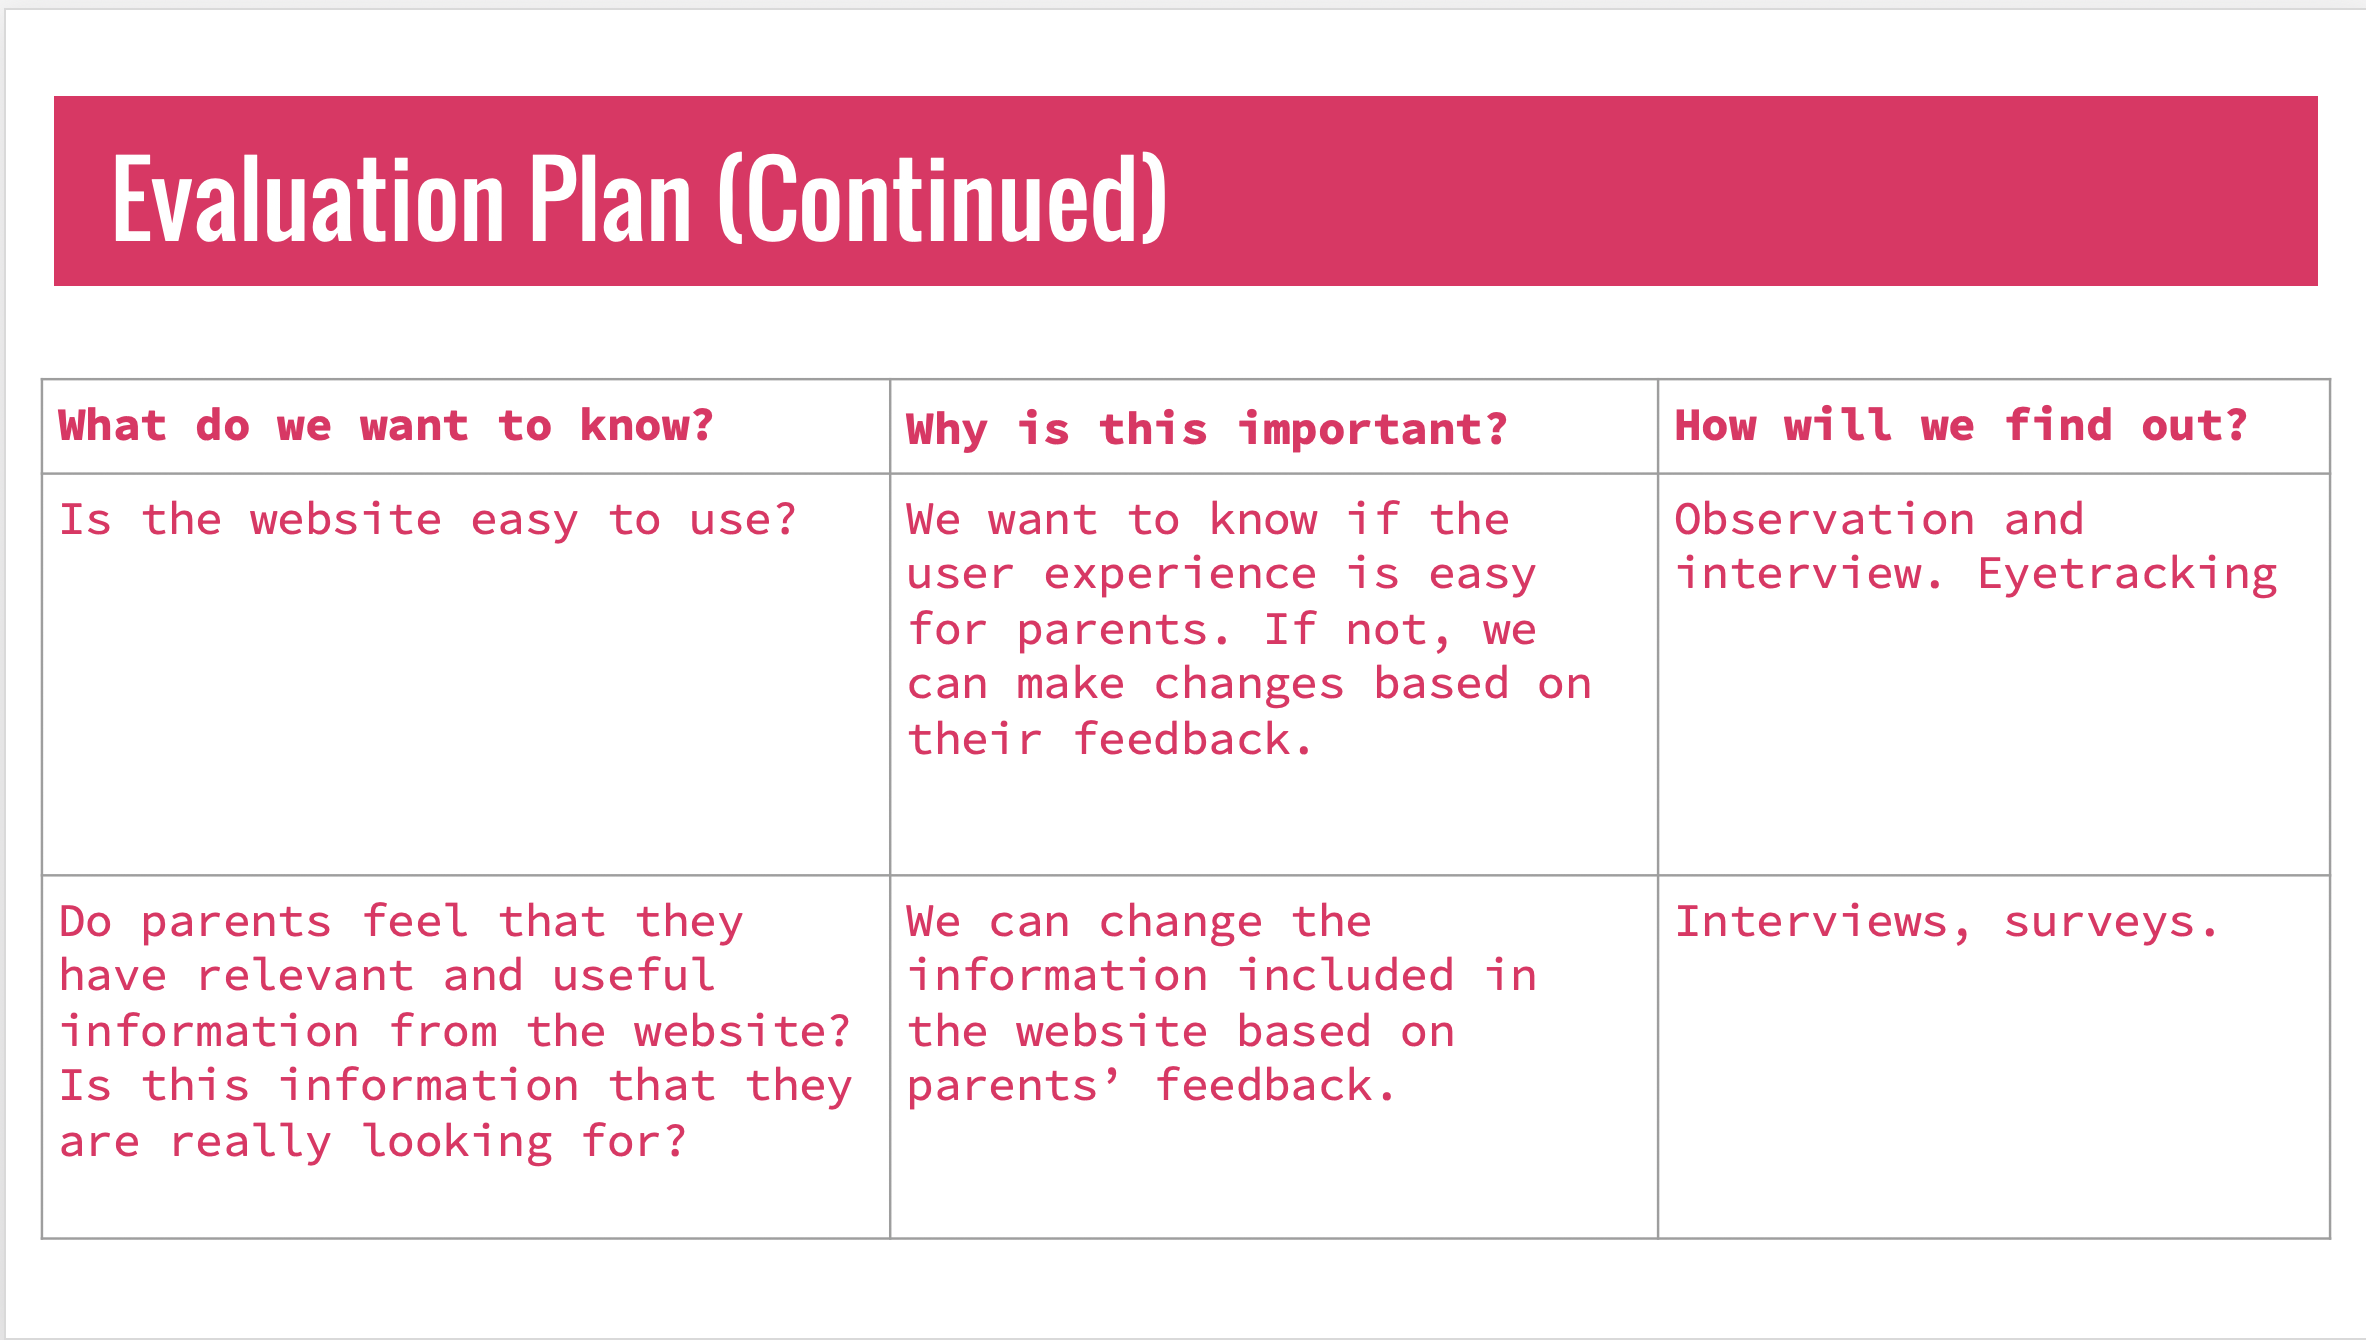 Evaluation Plan (Continued)
What do we want to know?
Why is this important?
How will we find out?
Is the website easy to use?
We want to know if the
user experience is easy
for parents. If not, we
can make changes based on
their feedback.
Observation and
interview. Eyetracking
Do parents feel that they
have relevant and useful
information from the website?
Is this information that they
are really looking for?
We can change the
information included in
the website based on
parents’ feedback.
Interviews, surveys.